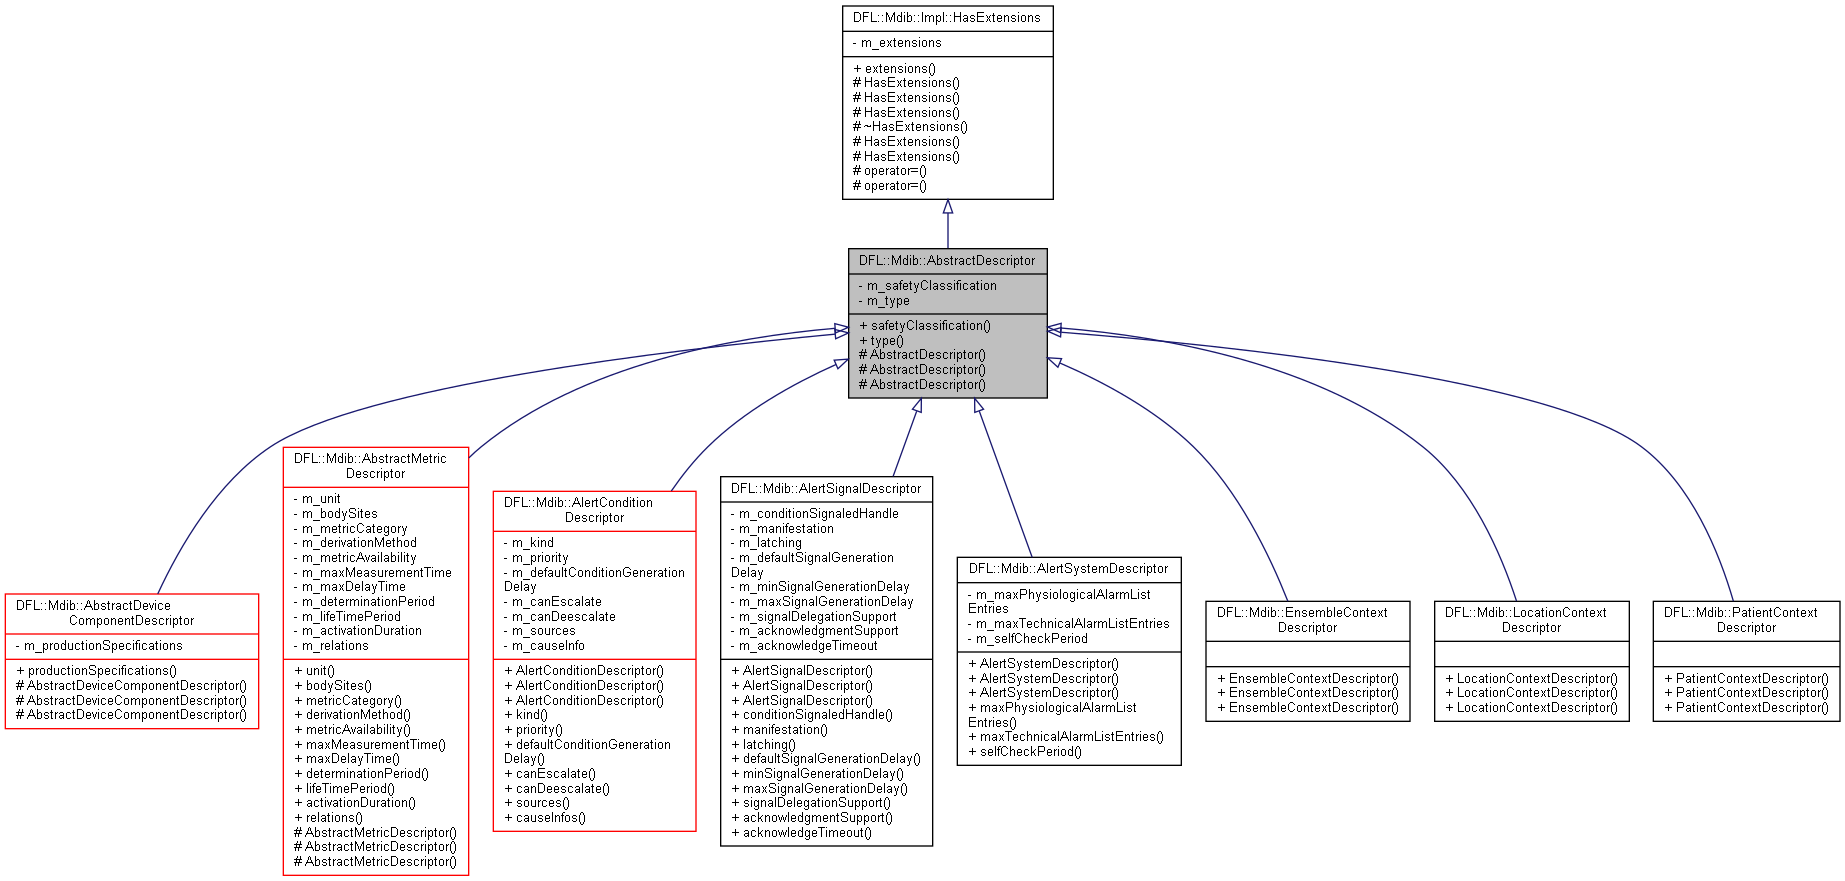 DFL::Mdib::Impl::HasExtensions
- m_extensions
+ extensions()
# HasExtensions()
# HasExtensions()
# HasExtensions()
# ~HasExtensions()
# HasExtensions()
# HasExtensions()
# operator=()
# operator=()
DFL::Mdib::AbstractDescriptor
- m_safetyClassification
- m_type
+ safetyClassification()
+ type()
# AbstractDescriptor()
# AbstractDescriptor()
# AbstractDescriptor()
DFL::Mdib::AbstractDevice
ComponentDescriptor
- m_productionSpecifications
+ productionSpecifications()
# AbstractDeviceComponentDescriptor()
# AbstractDeviceComponentDescriptor()
# AbstractDeviceComponentDescriptor()
DFL::Mdib::AbstractMetric
Descriptor
- m_unit
- m_bodySites
- m_metricCategory
- m_derivationMethod
- m_metricAvailability
- m_maxMeasurementTime
- m_maxDelayTime
- m_determinationPeriod
- m_lifeTimePeriod
- m_activationDuration
- m_relations
+ unit()
+ bodySites()
+ metricCategory()
+ derivationMethod()
+ metricAvailability()
+ maxMeasurementTime()
+ maxDelayTime()
+ determinationPeriod()
+ lifeTimePeriod()
+ activationDuration()
+ relations()
# AbstractMetricDescriptor()
# AbstractMetricDescriptor()
# AbstractMetricDescriptor()
DFL::Mdib::AlertCondition
Descriptor
- m_kind
- m_priority
- m_defaultConditionGeneration
Delay
- m_canEscalate
- m_canDeescalate
- m_sources
- m_causeInfo
+ AlertConditionDescriptor()
+ AlertConditionDescriptor()
+ AlertConditionDescriptor()
+ kind()
+ priority()
+ defaultConditionGeneration
Delay()
+ canEscalate()
+ canDeescalate()
+ sources()
+ causeInfos()
DFL::Mdib::AlertSignalDescriptor
- m_conditionSignaledHandle
- m_manifestation
- m_latching
- m_defaultSignalGeneration
Delay
- m_minSignalGenerationDelay
- m_maxSignalGenerationDelay
- m_signalDelegationSupport
- m_acknowledgmentSupport
- m_acknowledgeTimeout
+ AlertSignalDescriptor()
+ AlertSignalDescriptor()
+ AlertSignalDescriptor()
+ conditionSignaledHandle()
+ manifestation()
+ latching()
+ defaultSignalGenerationDelay()
+ minSignalGenerationDelay()
+ maxSignalGenerationDelay()
+ signalDelegationSupport()
+ acknowledgmentSupport()
+ acknowledgeTimeout()
DFL::Mdib::AlertSystemDescriptor
- m_maxPhysiologicalAlarmList
Entries
- m_maxTechnicalAlarmListEntries
- m_selfCheckPeriod
+ AlertSystemDescriptor()
+ AlertSystemDescriptor()
+ AlertSystemDescriptor()
+ maxPhysiologicalAlarmList
Entries()
+ maxTechnicalAlarmListEntries()
+ selfCheckPeriod()
DFL::Mdib::EnsembleContext
Descriptor
+ EnsembleContextDescriptor()
+ EnsembleContextDescriptor()
+ EnsembleContextDescriptor()
DFL::Mdib::LocationContext
Descriptor
+ LocationContextDescriptor()
+ LocationContextDescriptor()
+ LocationContextDescriptor()
DFL::Mdib::PatientContext
Descriptor
+ PatientContextDescriptor()
+ PatientContextDescriptor()
+ PatientContextDescriptor()